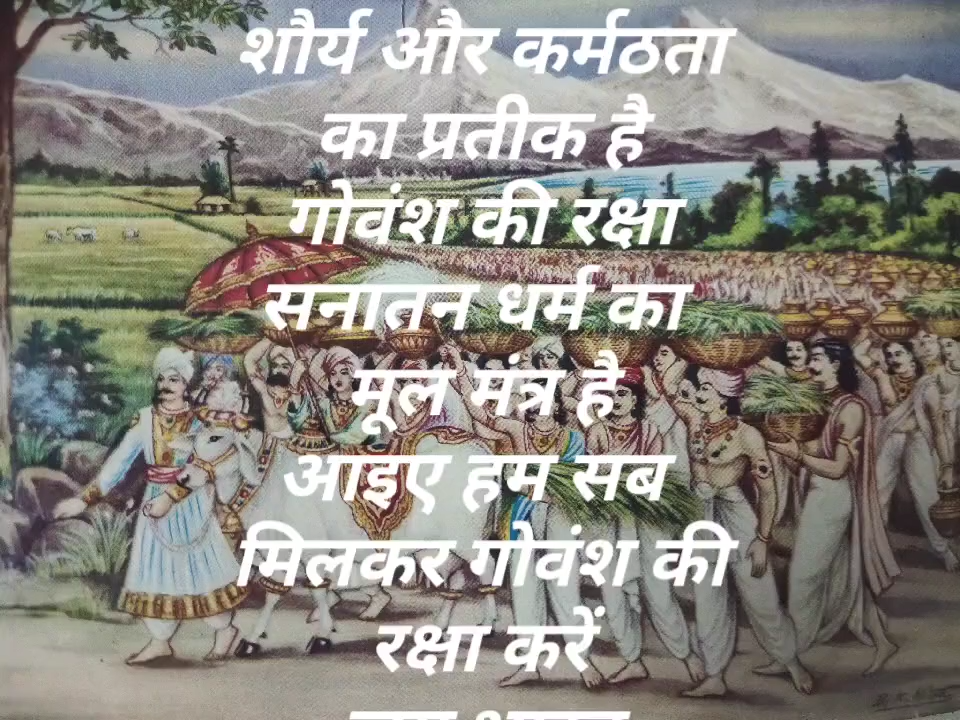 शौर्य और कर्मठता
का प्रतीक है
गोवंश की रक्षा
सनातन धर्म का
मूल मंत्र है
आइए हम सब
मिलकर गोवंश की
रक्षा करें